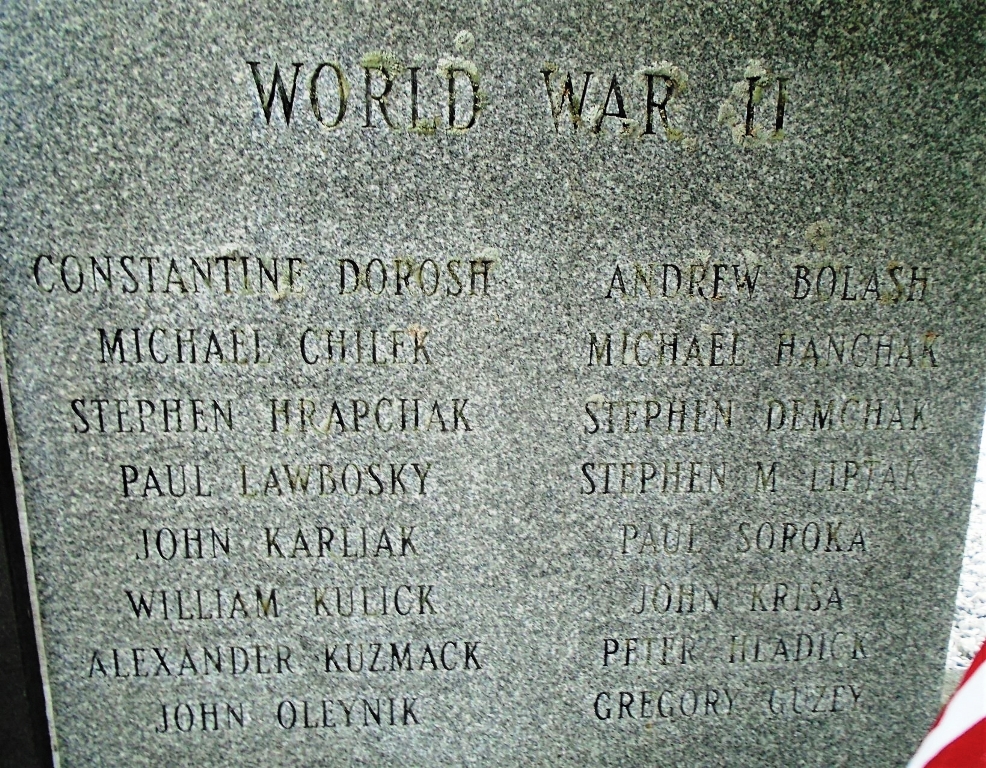 WORLD WAR II
CONSTANTINE DOROSH
MICHAEL CHILEK
STEPHEN HRAPCHAK
PAUL LAWBOSKY
JOHN KARLJAK
WILLIAM KULICK
ALEXANDER KUZMACK
JOHN OLEYNIK
ANDREW BOLASH
MICHAEL HANCHAK
STEPHEN DEMCHAK
STEPHEN M LIPTAK
PAUL SOROKA
JOHN KRISA
PETER HLADICK
GREGORY GUZEY